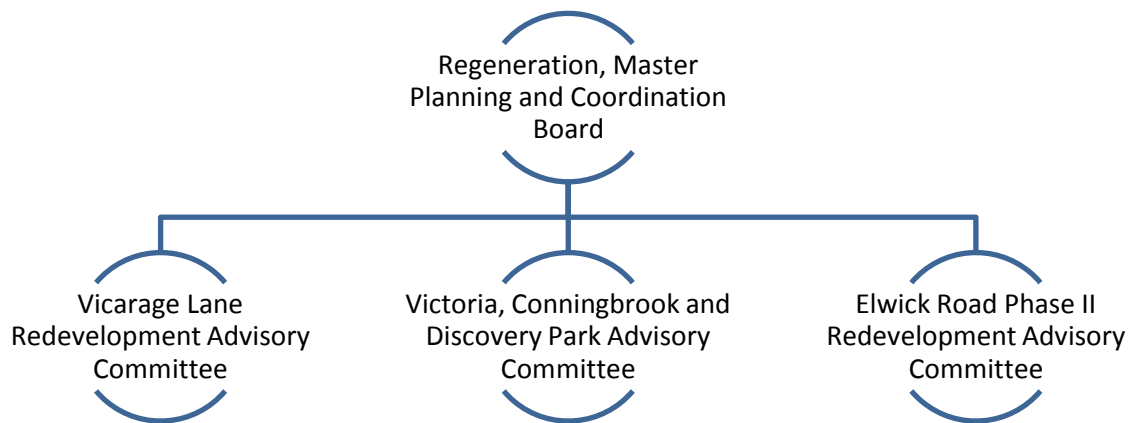 Regeneration, Master
Planning and Coordination
Board
Vicarage Lane
Redevelopment Advisory
Committee
Victoria, Conningbrook and
Discovery Park Advisory
Committee
Elwick Road Phase II
Redevelopment Advisory
Committee